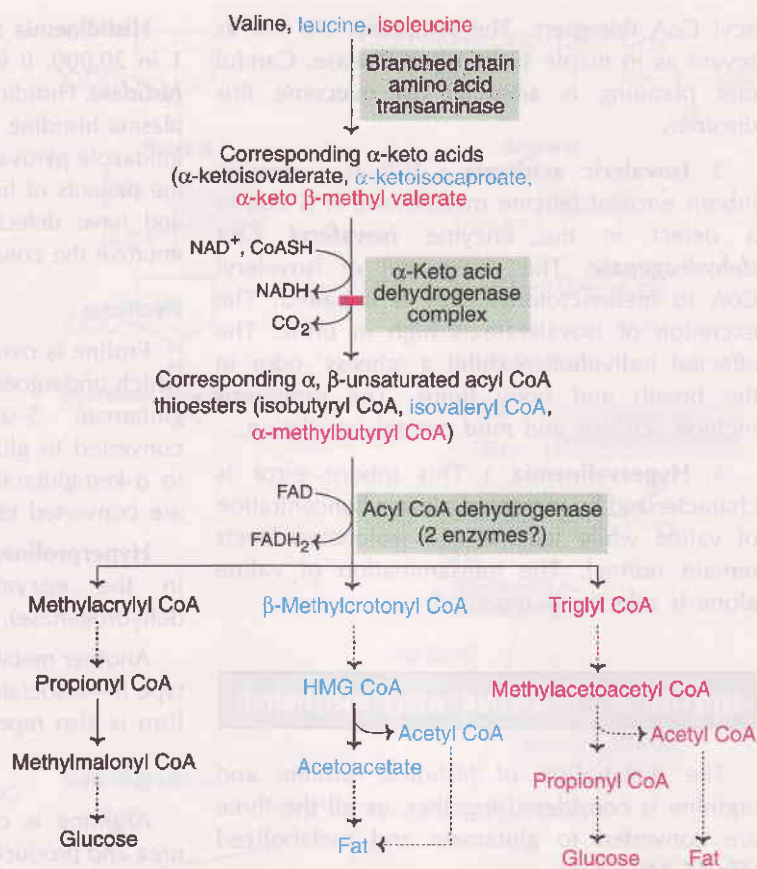 Valine, leucine, isoleucine
Branched chain
amino acid
transaminase
Corresponding α-keto acids
(α-ketoisovalerate, α-ketoisocaproate,
α-keto β-methyl valerate
NAD+, CoASH
NADH
CO2
α-Keto acid
dehydrogenase
complex
Corresponding α, β-unsaturated acyl CoA
thioesters (isobutyryl CoA, isovaleryl CoA,
α-methylbutyryl CoA)
FAD
FADH2
Acyl CoA dehydrogenase
(2 enzymes?)
Methylacrylyl CoA β-Methylcrotonyl CoA Triglyl CoA
Propionyl CoA HMG CoA Methylacetoacetyl CoA
Acetyl CoA Acetyl CoA
Methylmalonyl CoA Acetoacetate Propionyl CoA
Glucose Fat Glucose Fat